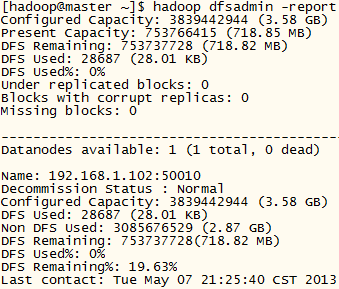 [hadoop@master ~]$ hadoop dfsadmin -report
Configured Capacity: 3839442944 (3.58 GB)
Present Capacity: 753766415 (718.85 MB)
DFS Remaining: 753737728 (718.82 MB)
DFS Used: 28687 (28.01 KB)
DFS Used%: 0%
Under replicated blocks: 0
Blocks with corrupt replicas: 0
Missing blocks: 0
-------------------------------------------------
Datanodes available: 1 (1 total, 0 dead)
Name: 192.168.1.102:50010
Decommission Status : Normal
Configured Capacity: 3839442944 (3.58 GB)
DFS Used: 28687 (28.01 KB)
Non DFS Used: 3085676529 (2.87 GB)
DFS Remaining: 753737728(718.82 MB)
DFS Used%: 0%
DFS Remaining%: 19.63%
Last contact: Tue May 07 21:25:40 CST 2013